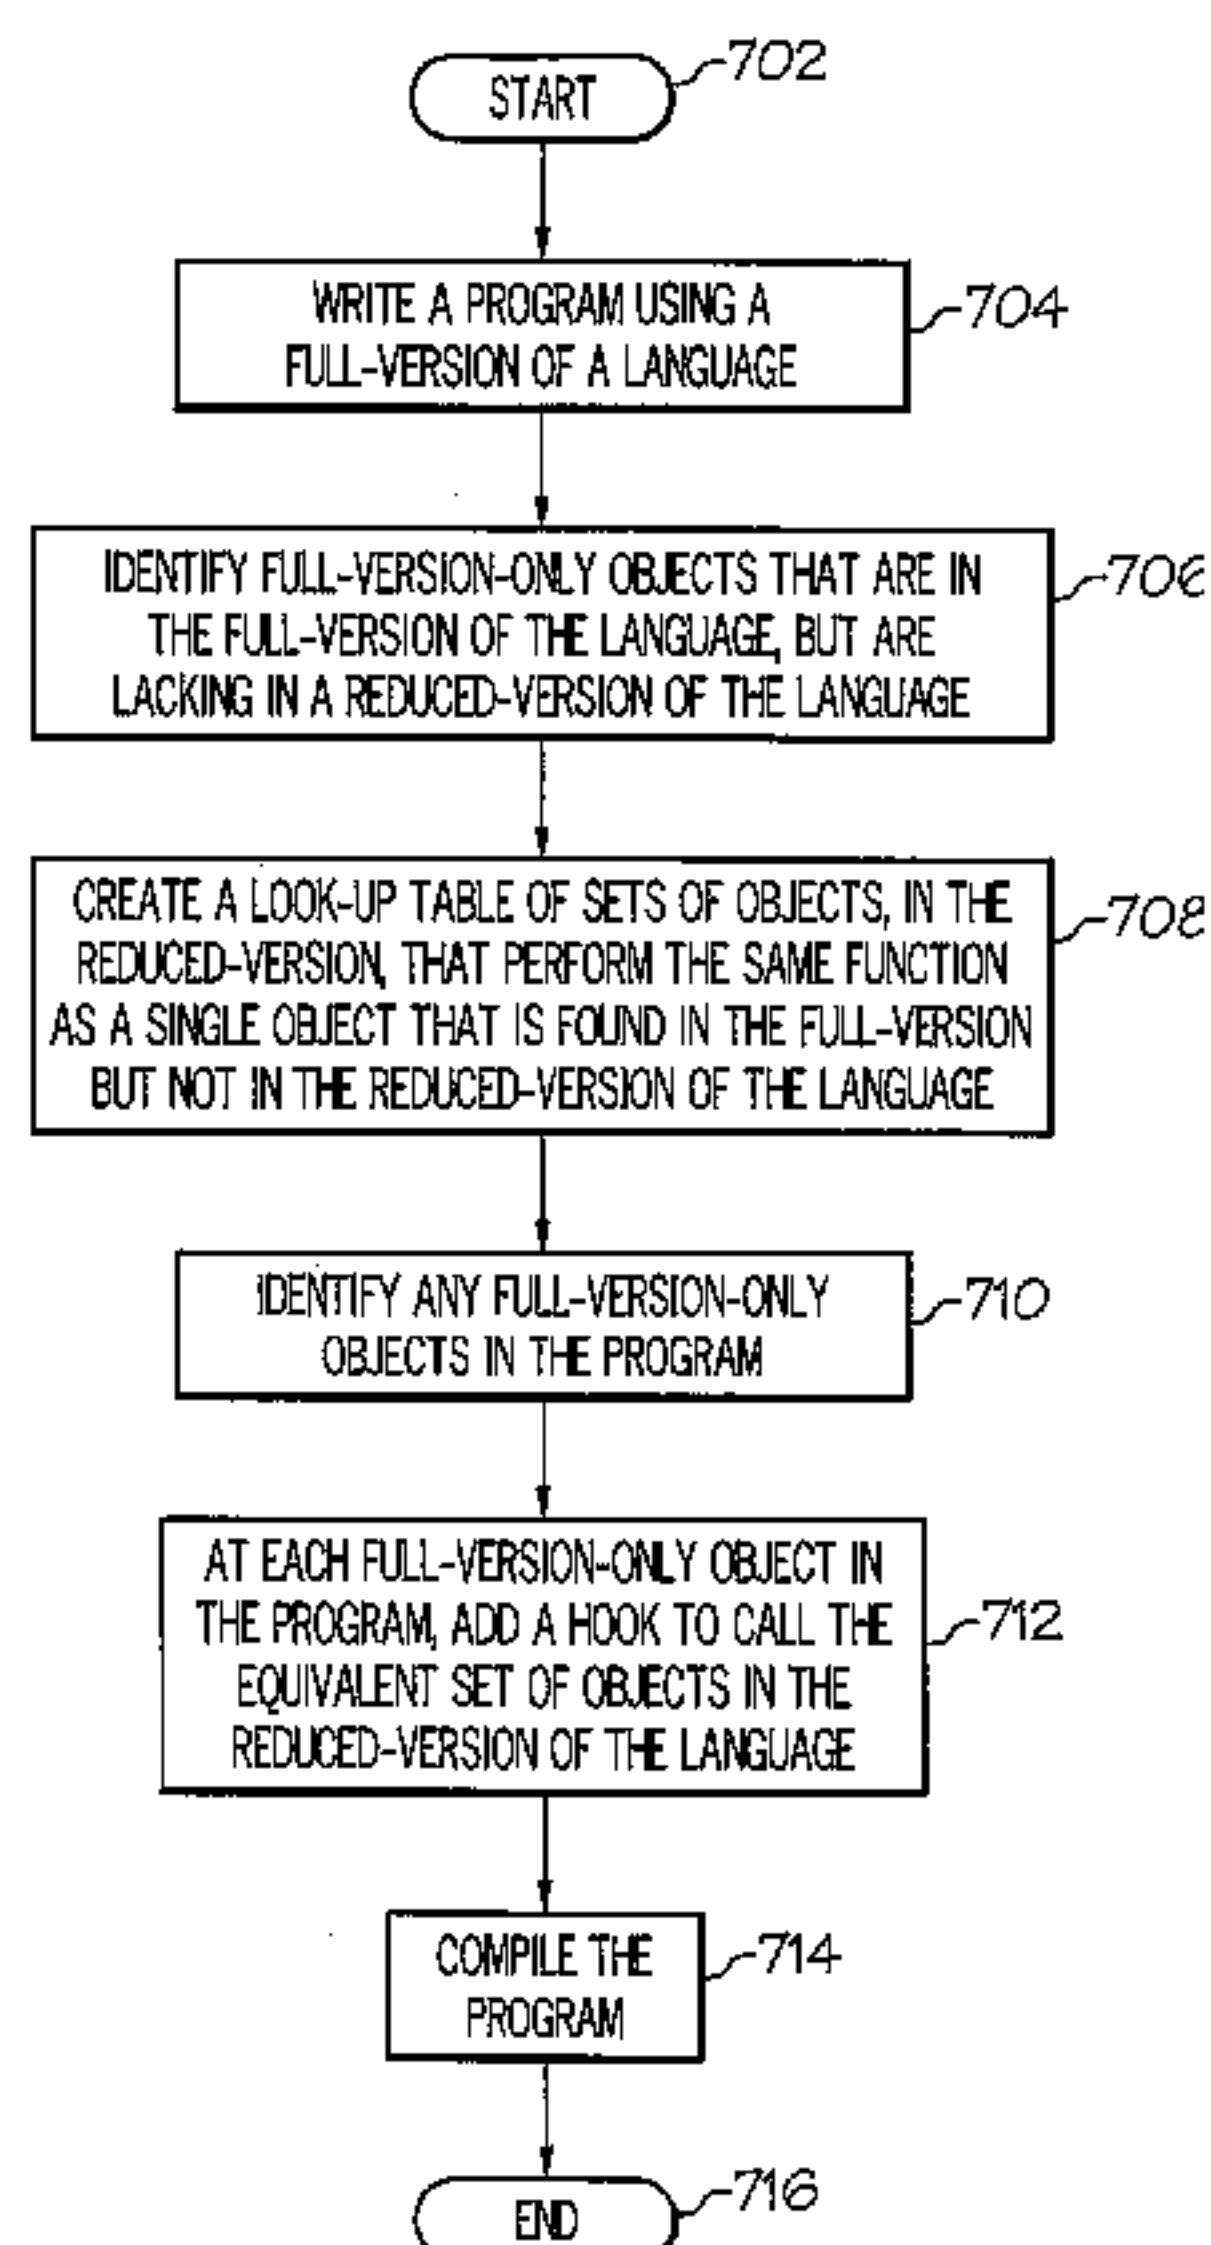 START
702
WRITE A PROGRAM USING A
FULL-VERSION OF A LANGUAGE
704
IDENTIFY FULL-VERSION-ONLY OBJECTS THAT ARE IN
THE FULL-VERSION OF THE LANGUAGE, BUT ARE
LACKING IN A REDUCED-VERSION OF THE LANGUAGE
706
CREATE A LOOK-UP TABLE OF SETS OF OBJECTS, IN THE
REDUCED-VERSION, THAT PERFORM THE SAME FUNCTION
AS A SINGLE OBJECT THAT IS FOUND IN THE FULL-VERSION
BUT NOT IN THE REDUCED-VERSION OF THE LANGUAGE
708
IDENTIFY ANY FULL-VERSION-ONLY
OBJECTS IN THE PROGRAM
710
AT EACH FULL-VERSION-ONLY OBJECT IN
THE PROGRAM, ADD A HOOK TO CALL THE
EQUIVALENT SET OF OBJECTS IN THE
REDUCED-VERSION OF THE LANGUAGE
712
COMPILE THE
PROGRAM
714
END
716